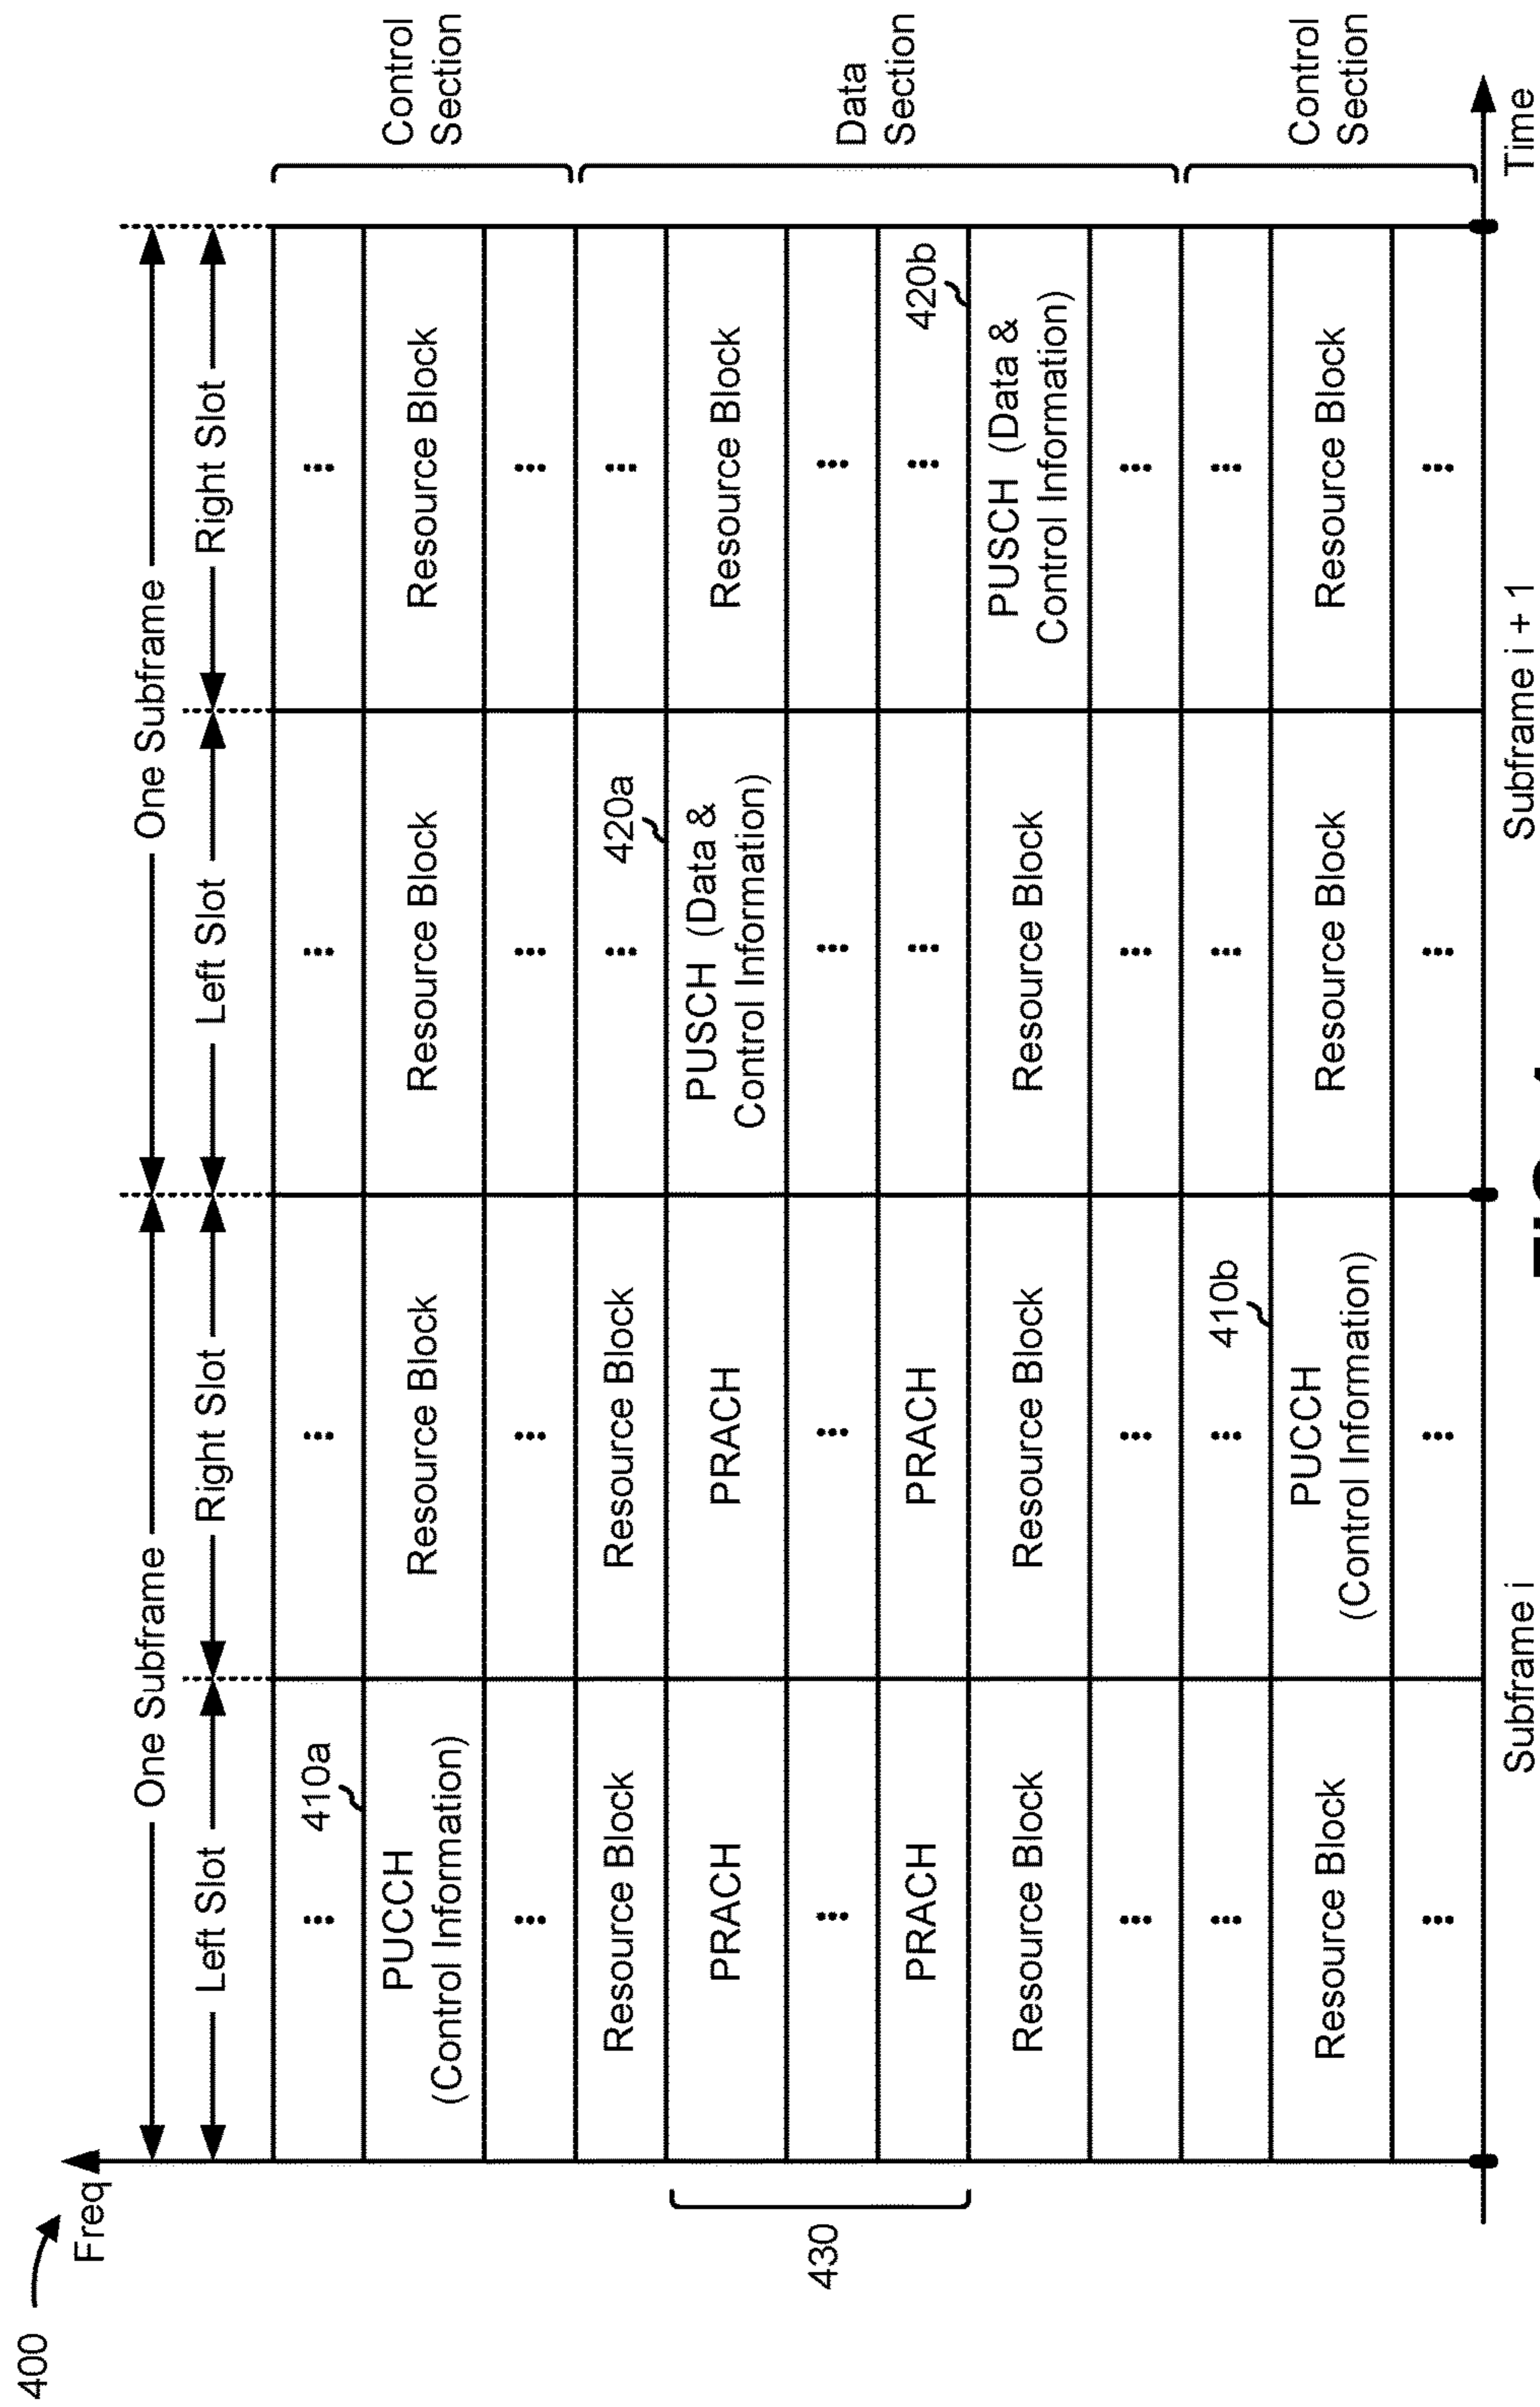 400
Freq
One Subframe
One Subframe
Left Slot
Right Slot
Left Slot
Right Slot
...
410a
...
...
...
PUCCH
(Control Information)
Resource Block
Resource Block
Resource Block
...
...
...
...
Control
Section
Resource Block
Resource Block
...
420a
...
PRACH
PRACH
PUSCH (Data &
Control Information)
Resource Block
430
...
...
...
...
PRACH
PRACH
...
...
420b
Resource Block
Resource Block
Resource Block
PUSCH (Data &
Control Information)
...
...
...
...
Data
Section
...
...
410b
...
...
Resource Block
PUCCH
(Control Information)
Resource Block
Resource Block
...
...
...
...
Control
Section
Subframe i
Subframe i + 1
Time